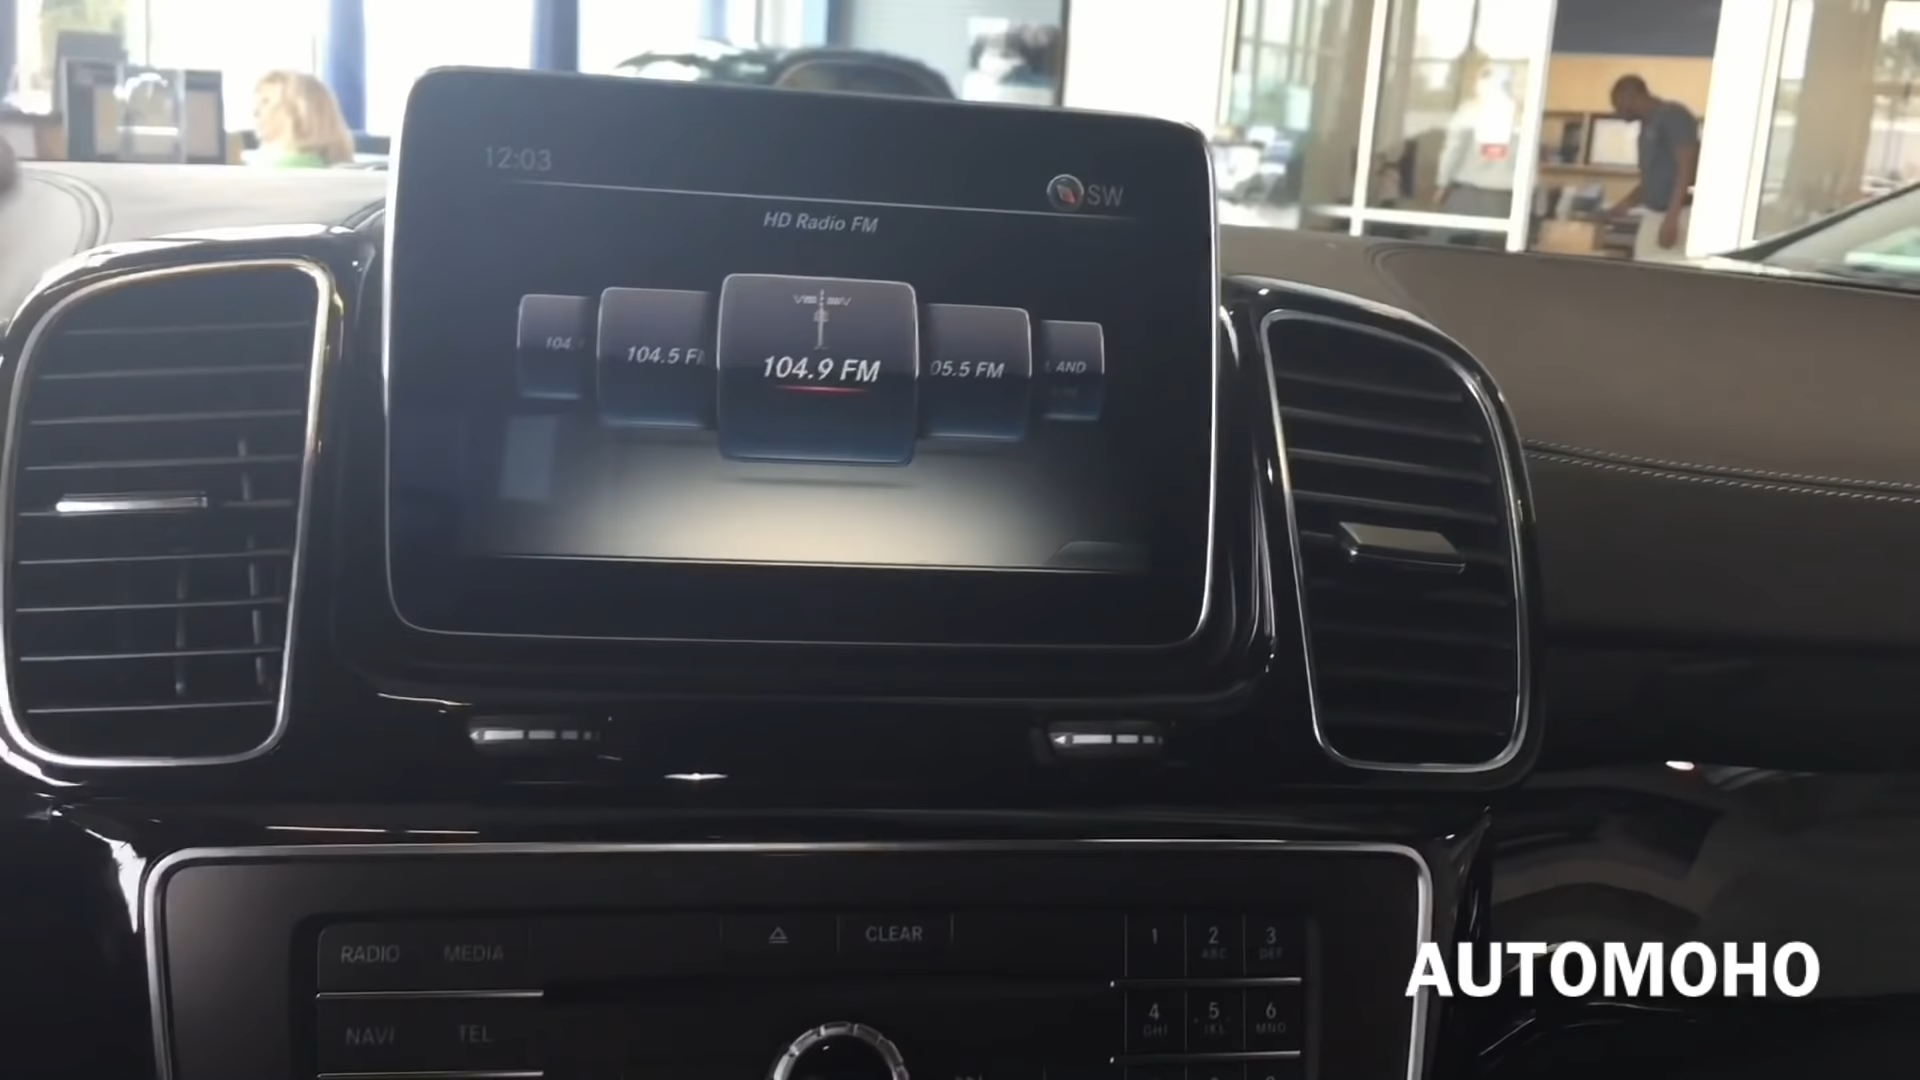 12:03
SW
HD Radio FM
104.
104.5 FM
104.9 FM
05.5 FM
AND
RADIO MEDIA
CLEAR
1 2 ABC 3 DEF
NAVI TEL
4 GHI 5 JKL 6 MNO
AUTOMOHO